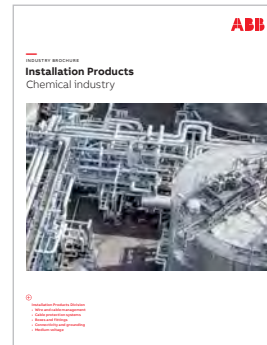 ABB
INDUSTRY BROCHURE
Installation Products
Chemical industry
Installation Products Division
- Wire and cable management
- Cable protection systems
- Boxes and fittings
- Connectivity and grounding
- Medium voltage